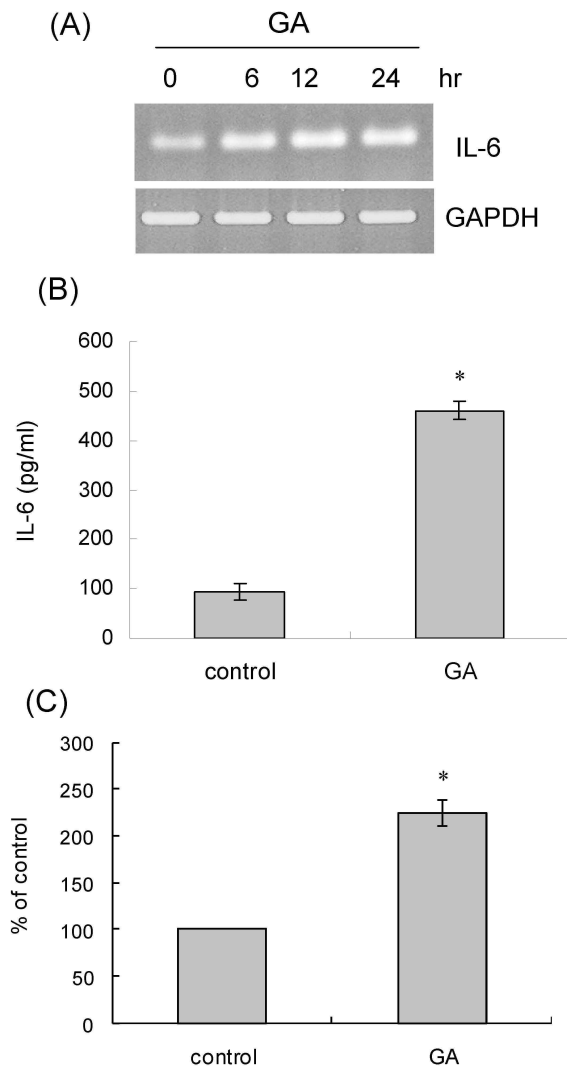 (A)
GA
0 6 12 24 hr
IL-6
GAPDH
(B)
600
500
400
300
200
100
0
IL-6 (pg/ml)
*
control GA
(C)
300
250
200
150
100
50
0
% of control
*
control GA